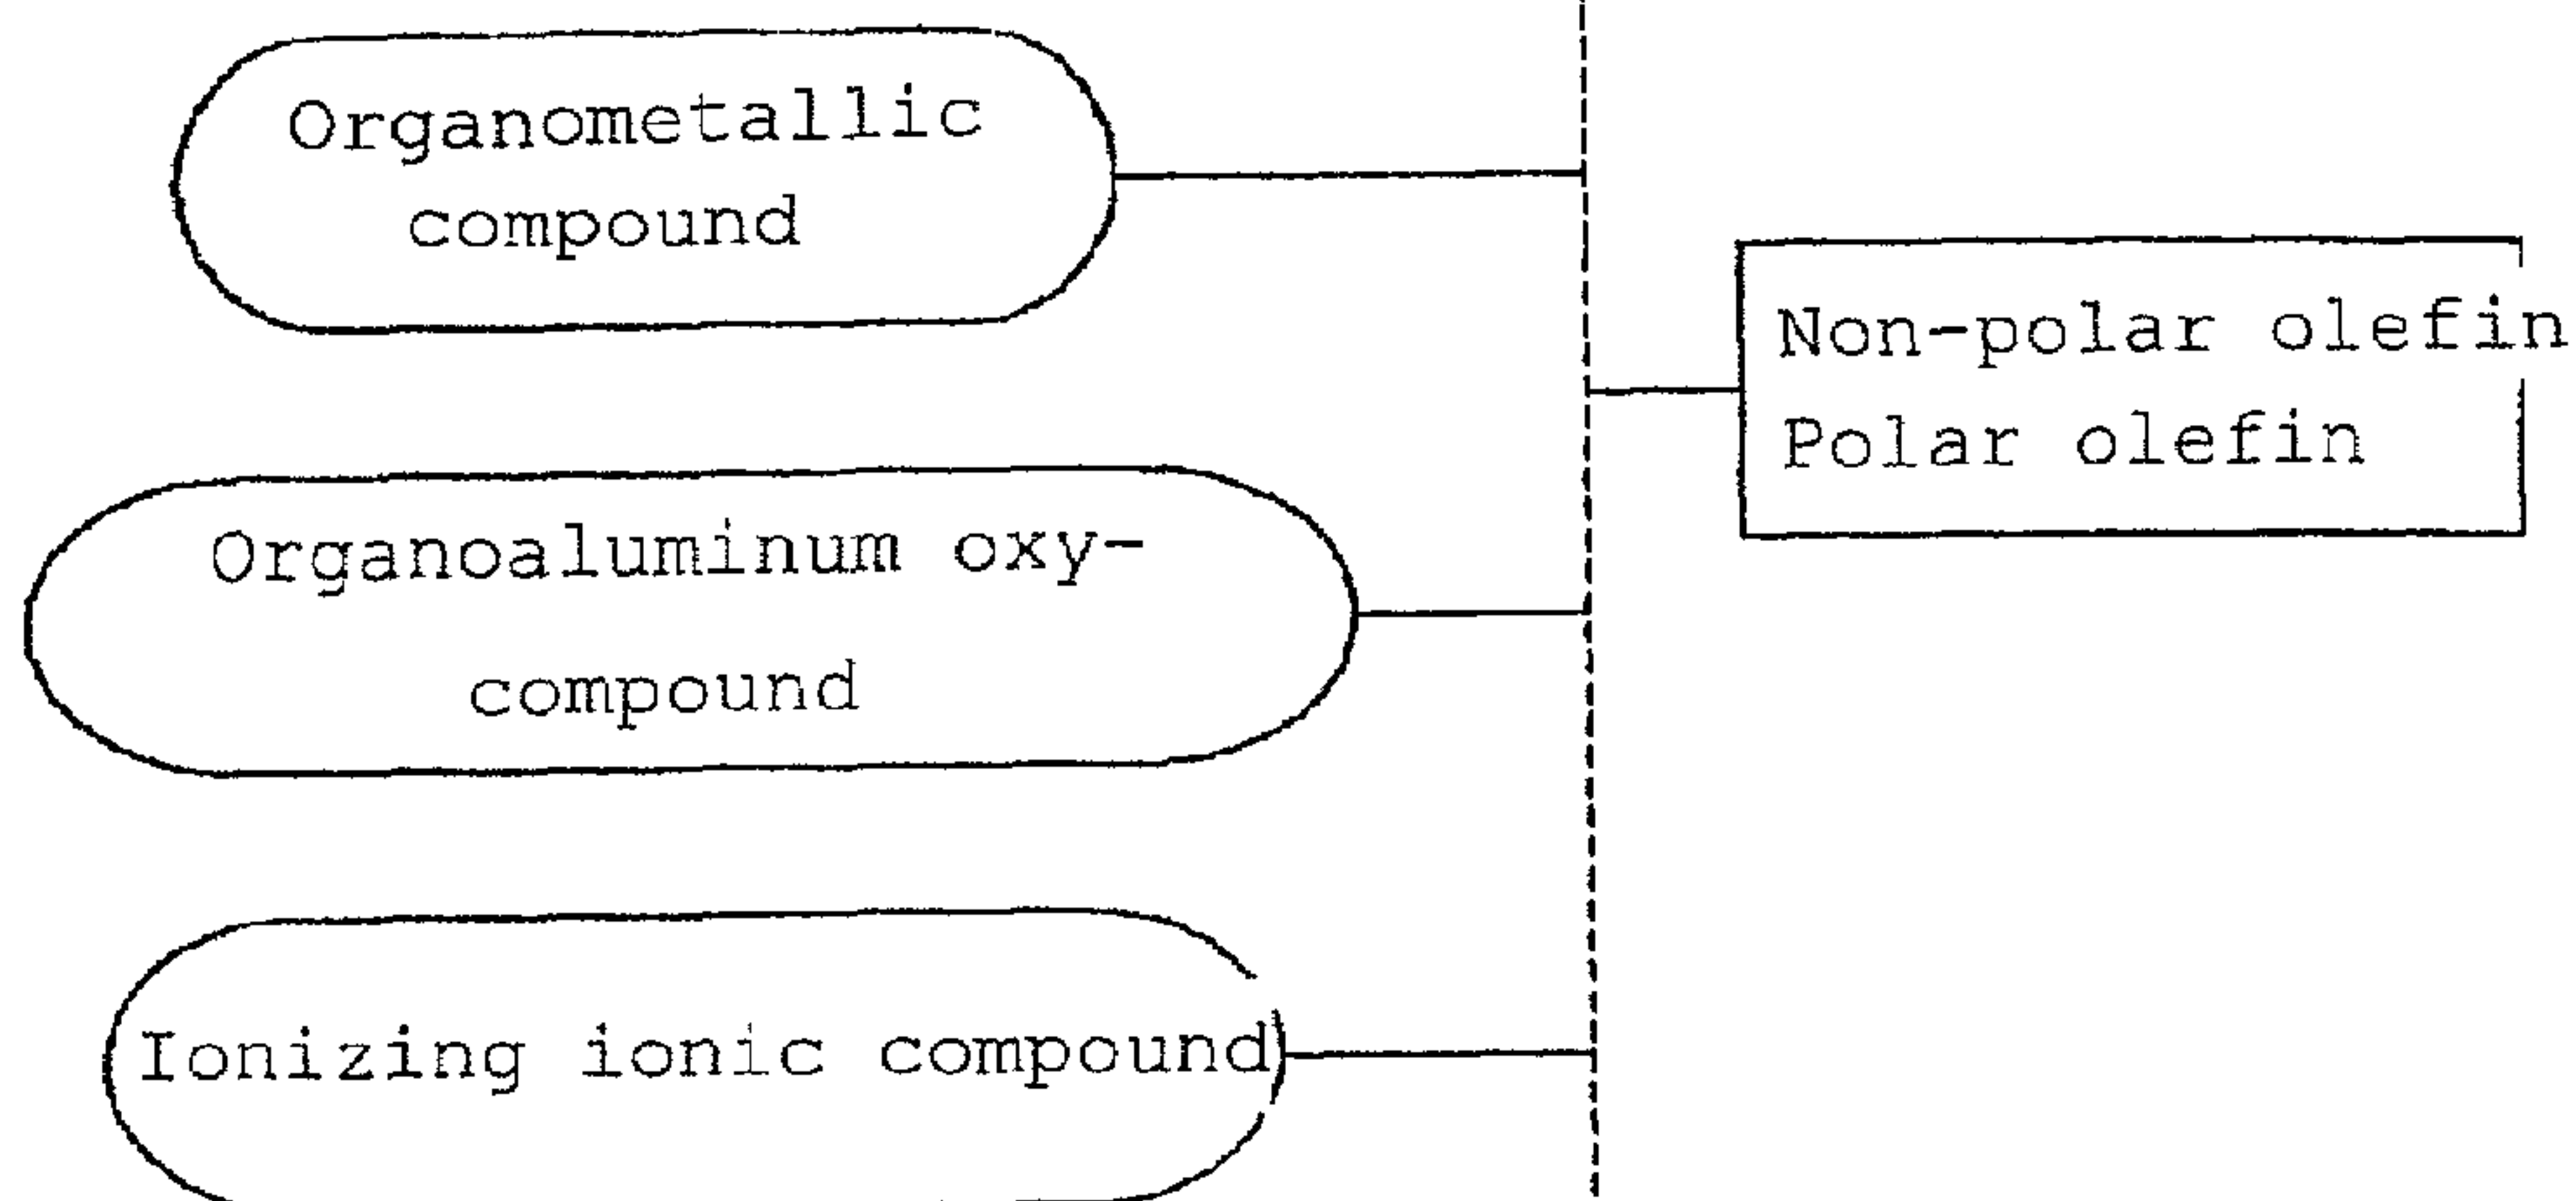 Organometallic
compound
Non-polar olefin
Polar olefin
Organoaluminum oxy-
compound
Ionizing ionic compound